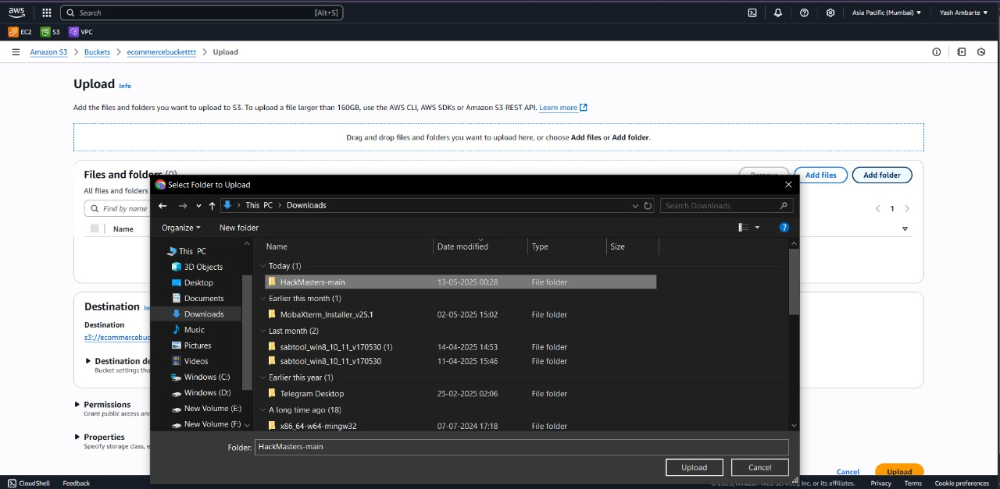 aws
Search [Alt+S]
Asia Pacific (Mumbai) ▼
Yash Ambarte ▼
EC2
S3
VPC
Amazon S3 > Buckets > ecommercebucketttt > Upload
Upload Info
Add the files and folders you want to upload to S3. To upload a file larger than 160GB, use the AWS CLI, AWS SDKs or Amazon S3 REST API. Learn more
Drag and drop files and folders you want to upload here, or choose Add files or Add folder.
Files and folders (0)
Remove
Add files
Add folder
All files and folders
Find by name
1
Name
Destination
Destination
s3://ecommercebuc
Destination de
Bucket settings tha
Permissions
Grant public access and
Properties
Specify storage class, e
Select Folder to Upload
This PC > Downloads
Search Downloads
Organize
New folder
This PC
3D Objects
Desktop
Documents
Downloads
Music
Pictures
Videos
Windows (C:)
Windows (D:)
New Volume (E:)
New Volume (F:)
Name Date modified Type Size
Today (1)
HackMasters-main 13-05-2025 00:28 File folder
Earlier this month (1)
MobaXterm_Installer_v25.1 02-05-2025 15:02 File folder
Last month (2)
sabtool_win8_10_11_v170530 (1) 14-04-2025 14:53 File folder
sabtool_win8_10_11_v170530 11-04-2025 15:46 File folder
Earlier this year (1)
Telegram Desktop 25-02-2025 02:06 File folder
A long time ago (18)
x86_64-w64-mingw32 07-07-2024 17:18 File folder
Folder: HackMasters-main
Upload
Cancel
Cancel
Upload
CloudShell
Feedback
© 2025, Amazon Web Services, Inc. or its affiliates.
Privacy
Terms
Cookie preferences